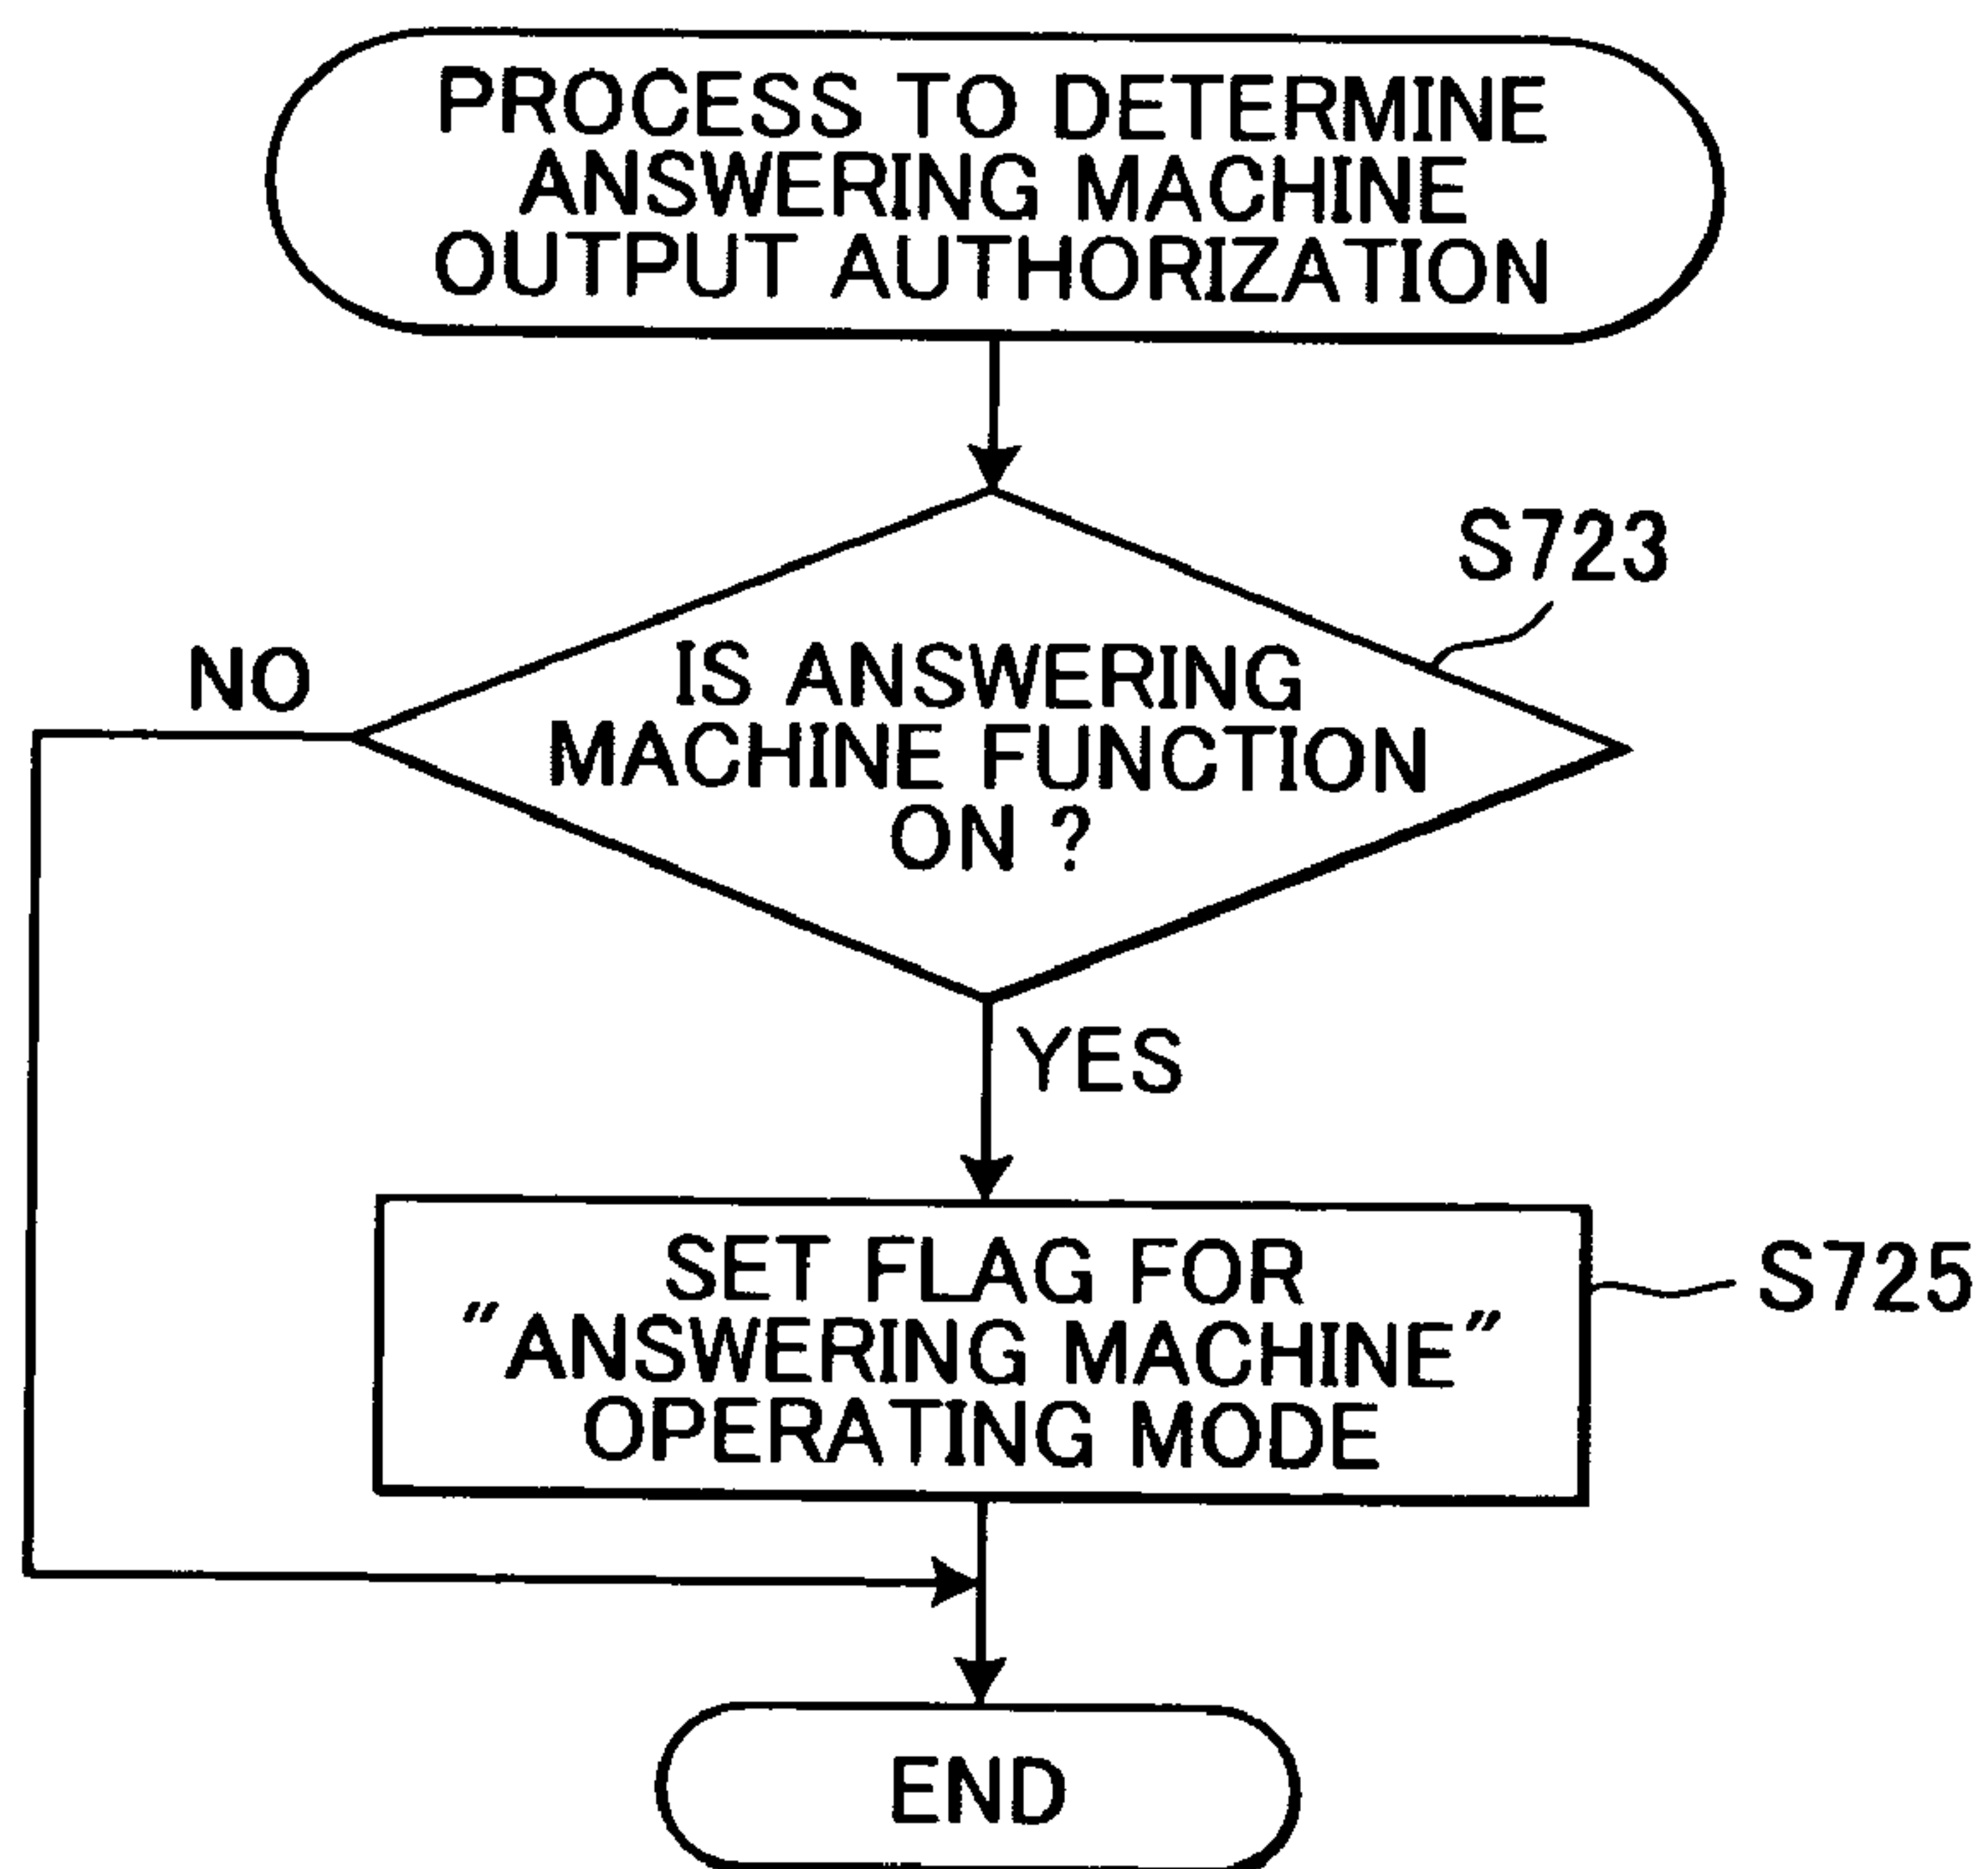 PROCESS TO DETERMINE
ANSWERING MACHINE
OUTPUT AUTHORIZATION
S723
NO
IS ANSWERING
MACHINE FUNCTION
ON ?
YES
SET FLAG FOR
"ANSWERING MACHINE"
OPERATING MODE
S725
END